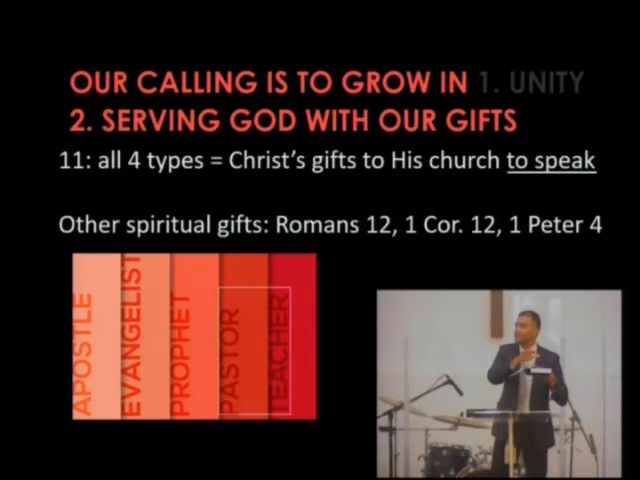 OUR CALLING IS TO GROW IN 1. UNITY
2. SERVING GOD WITH OUR GIFTS
11: all 4 types = Christ's gifts to His church to speak
Other spiritual gifts: Romans 12, 1 Cor. 12, 1 Peter 4
APOSTLE
EVANGELIST
PROPHET
PASTOR
TEACHER